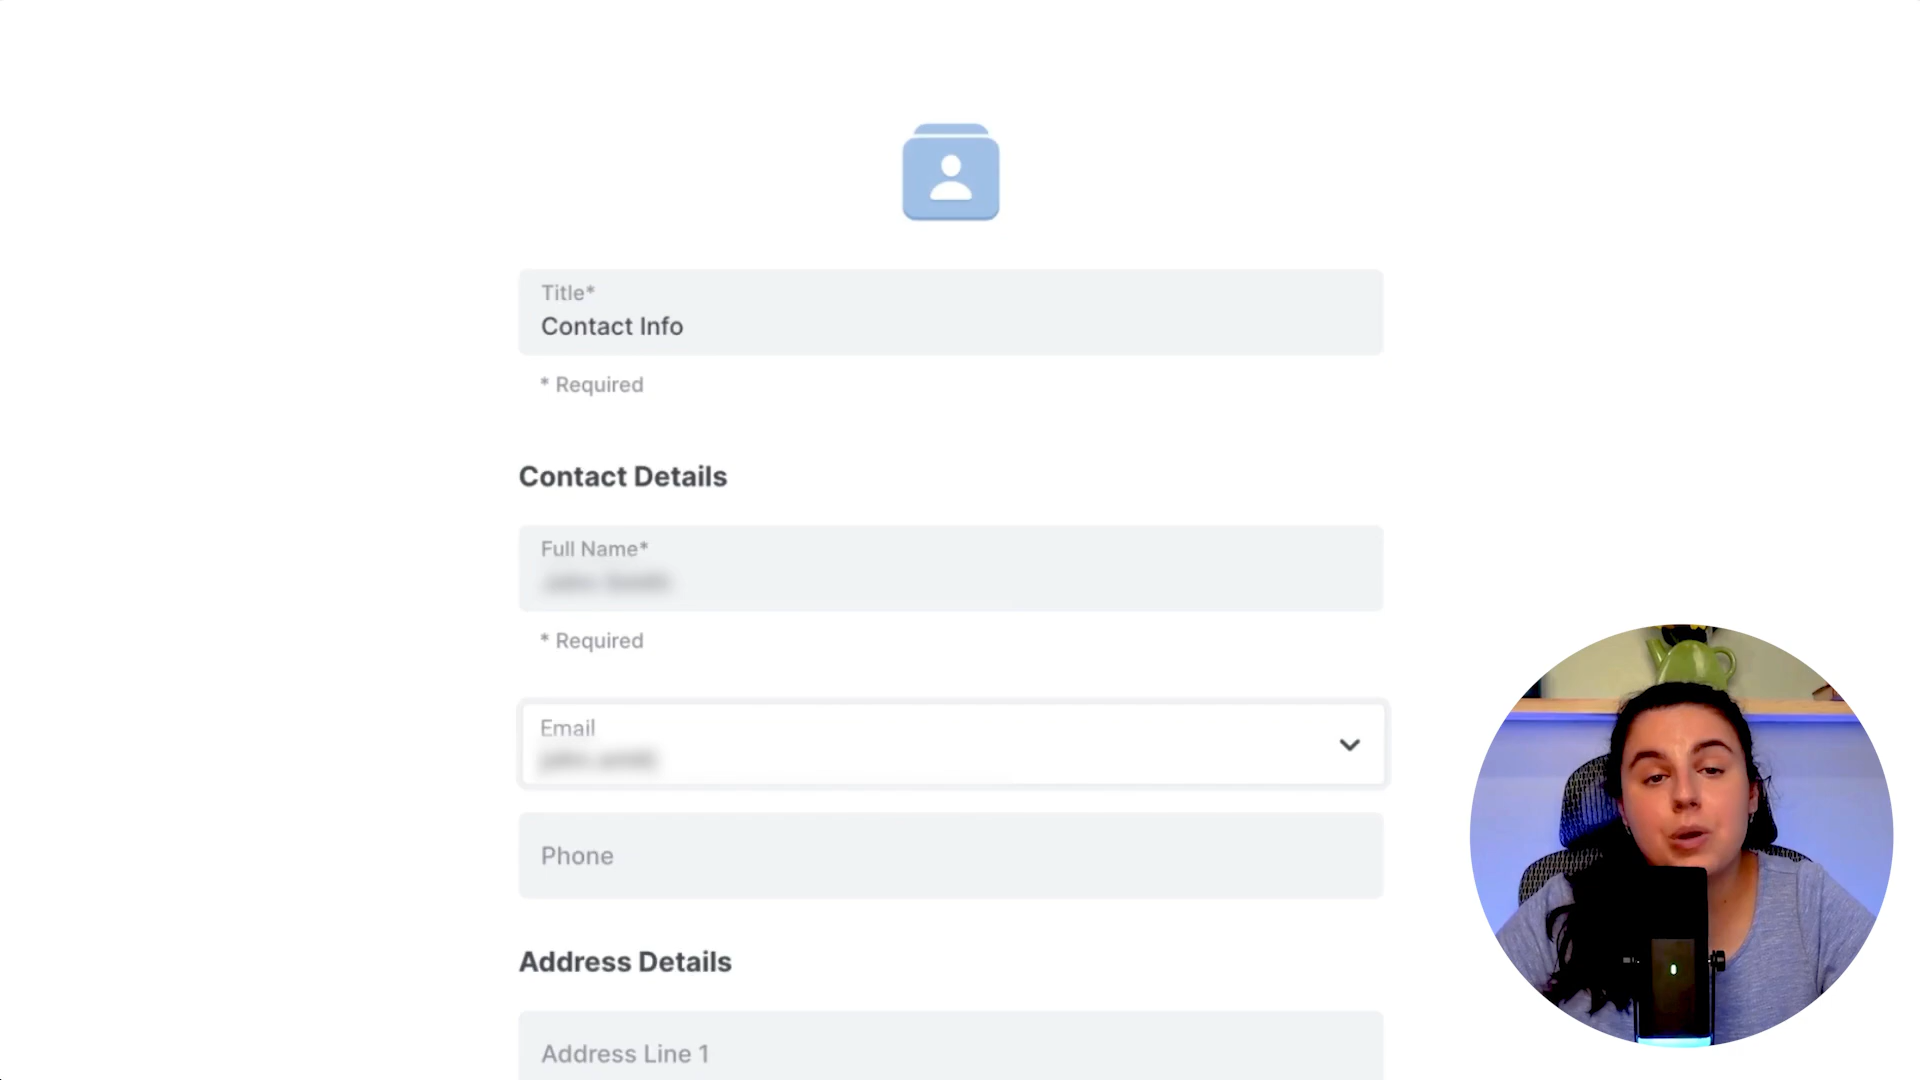 Title*
Contact Info
* Required
Contact Details
Full Name*
* Required
Email
Phone
Address Details
Address Line 1